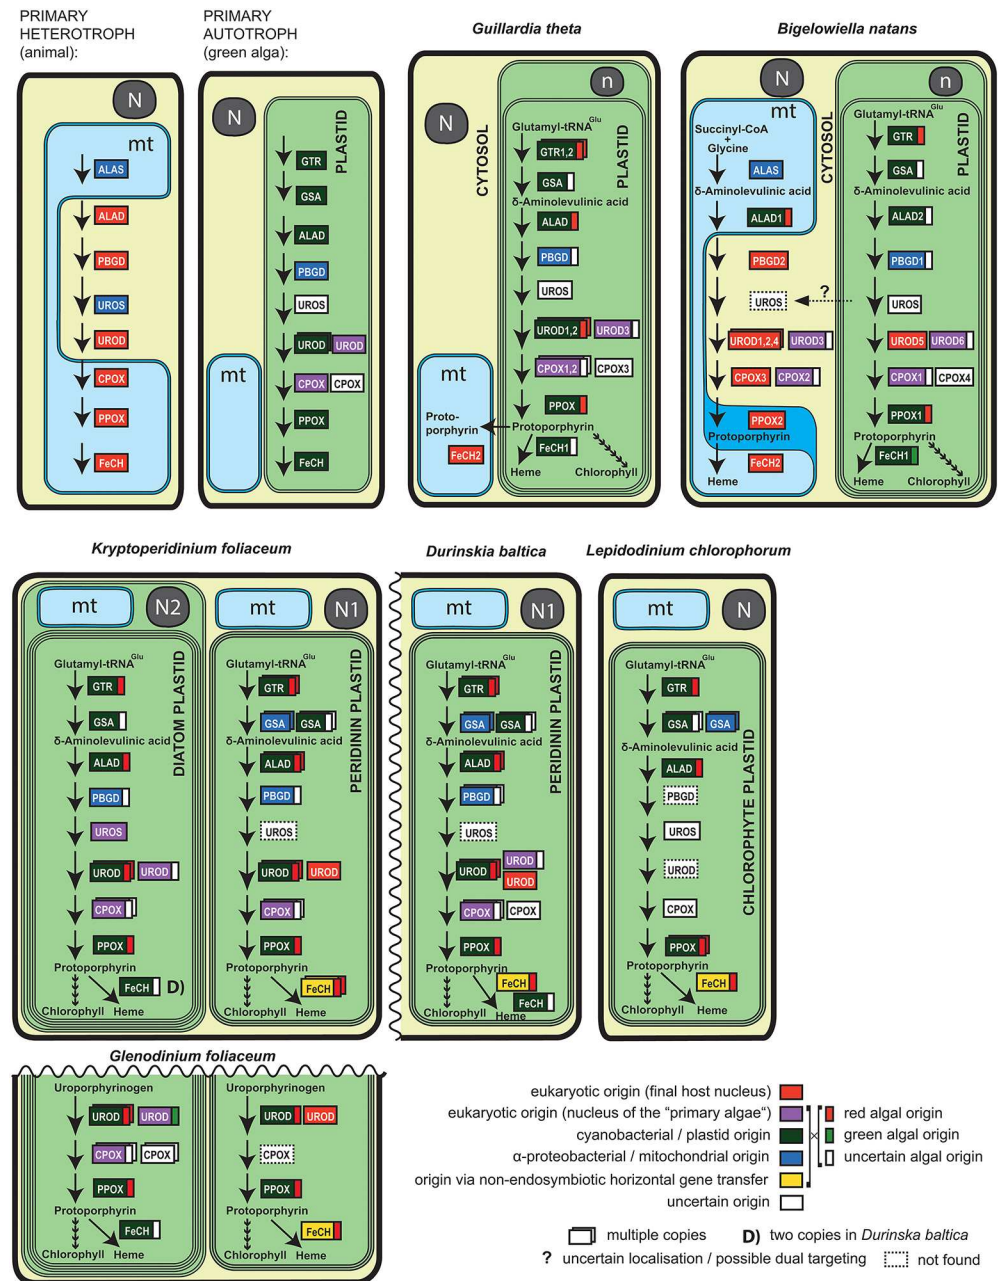 PRIMARY
HETEROTROPH
(animal):
N
mt
ALAS
ALAD
PBGD
UROS
UROD
CPOX
PPOX
FeCH
PRIMARY
AUTOTROPH
(green alga):
N
PLASTID
GTR
GSA
ALAD
PBGD
UROS
UROD UROD
CPOX CPOX
PPOX
FeCH
mt
Guillardia theta
n
N
CYTOSOL
PLASTID
Glutamyl-tRNA Glu
GTR1,2
GSA
δ-Aminolevulinic acid
ALAD
PBGD
UROS
UROD1,2 UROD3
CPOX1,2 CPOX3
PPOX
mt
Proto-
porphyrin
Protoporphyrin
FeCH2
FeCH1
Heme
Chlorophyll
Bigelowiella natans
N
mt
CYTOSOL
Succinyl-CoA
+
Glycine
ALAS
δ-Aminolevulinic acid
ALAD1
PBGD2
UROS
?
UROD1,2,4 UROD3
CPOX3 CPOX2
PPOX2
Protoporphyrin
FeCH2
Heme
n
PLASTID
Glutamyl-tRNA Glu
GTR
GSA
δ-Aminolevulinic acid
ALAD2
PBGD1
UROS
UROD5 UROD6
CPOX1 CPOX4
PPOX1
Protoporphyrin
FeCH1
Heme
Chlorophyll
Kryptoperidinium foliaceum
mt
N2
DIATOM PLASTID
Glutamyl-tRNA Glu
GTR
GSA
δ-Aminolevulinic acid
ALAD
PBGD
UROS
UROD UROD
CPOX
PPOX
Protoporphyrin
FeCH D)
Chlorophyll Heme
mt
N1
PERIDININ PLASTID
Glutamyl-tRNA Glu
GTR
GSA GSA
δ-Aminolevulinic acid
ALAD
PBGD
UROS
UROD UROD
CPOX
PPOX
Protoporphyrin
FeCH
Chlorophyll Heme
Durinskia baltica
mt
N1
PERIDININ PLASTID
Glutamyl-tRNA Glu
GTR
GSA GSA
δ-Aminolevulinic acid
ALAD
PBGD
UROS
UROD
UROD
UROD
CPOX CPOX
PPOX
Protoporphyrin
FeCH
FeCH
Chlorophyll Heme
Lepidodinium chlorophorum
mt
N
CHLOROPHYTE PLASTID
Glutamyl-tRNA Glu
GTR
GSA GSA
δ-Aminolevulinic acid
ALAD
PBGD
UROS
UROD
CPOX
PPOX
Protoporphyrin
FeCH
Chlorophyll Heme
Glenodinium foliaceum
Uroporphyrinogen
UROD UROD
CPOX CPOX
PPOX
Protoporphyrin
FeCH
Chlorophyll Heme
Uroporphyrinogen
UROD UROD
CPOX
PPOX
Protoporphyrin
FeCH
Chlorophyll Heme
eukaryotic origin (final host nucleus)
eukaryotic origin (nucleus of the "primary algae“)
cyanobacterial / plastid origin
α-proteobacterial / mitochondrial origin
origin via non-endosymbiotic horizontal gene transfer
uncertain origin
×
red algal origin
green algal origin
uncertain algal origin
multiple copies
D) two copies in Durinska baltica
? uncertain localisation / possible dual targeting
not found